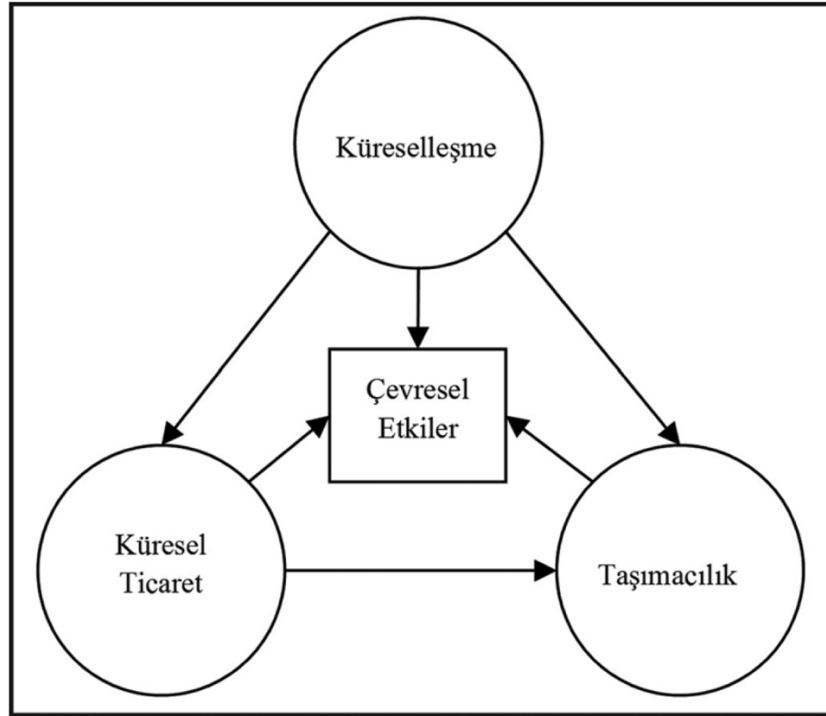 Küreselleşme
Çevresel
Etkiler
Küresel
Ticaret
Taşımacılık